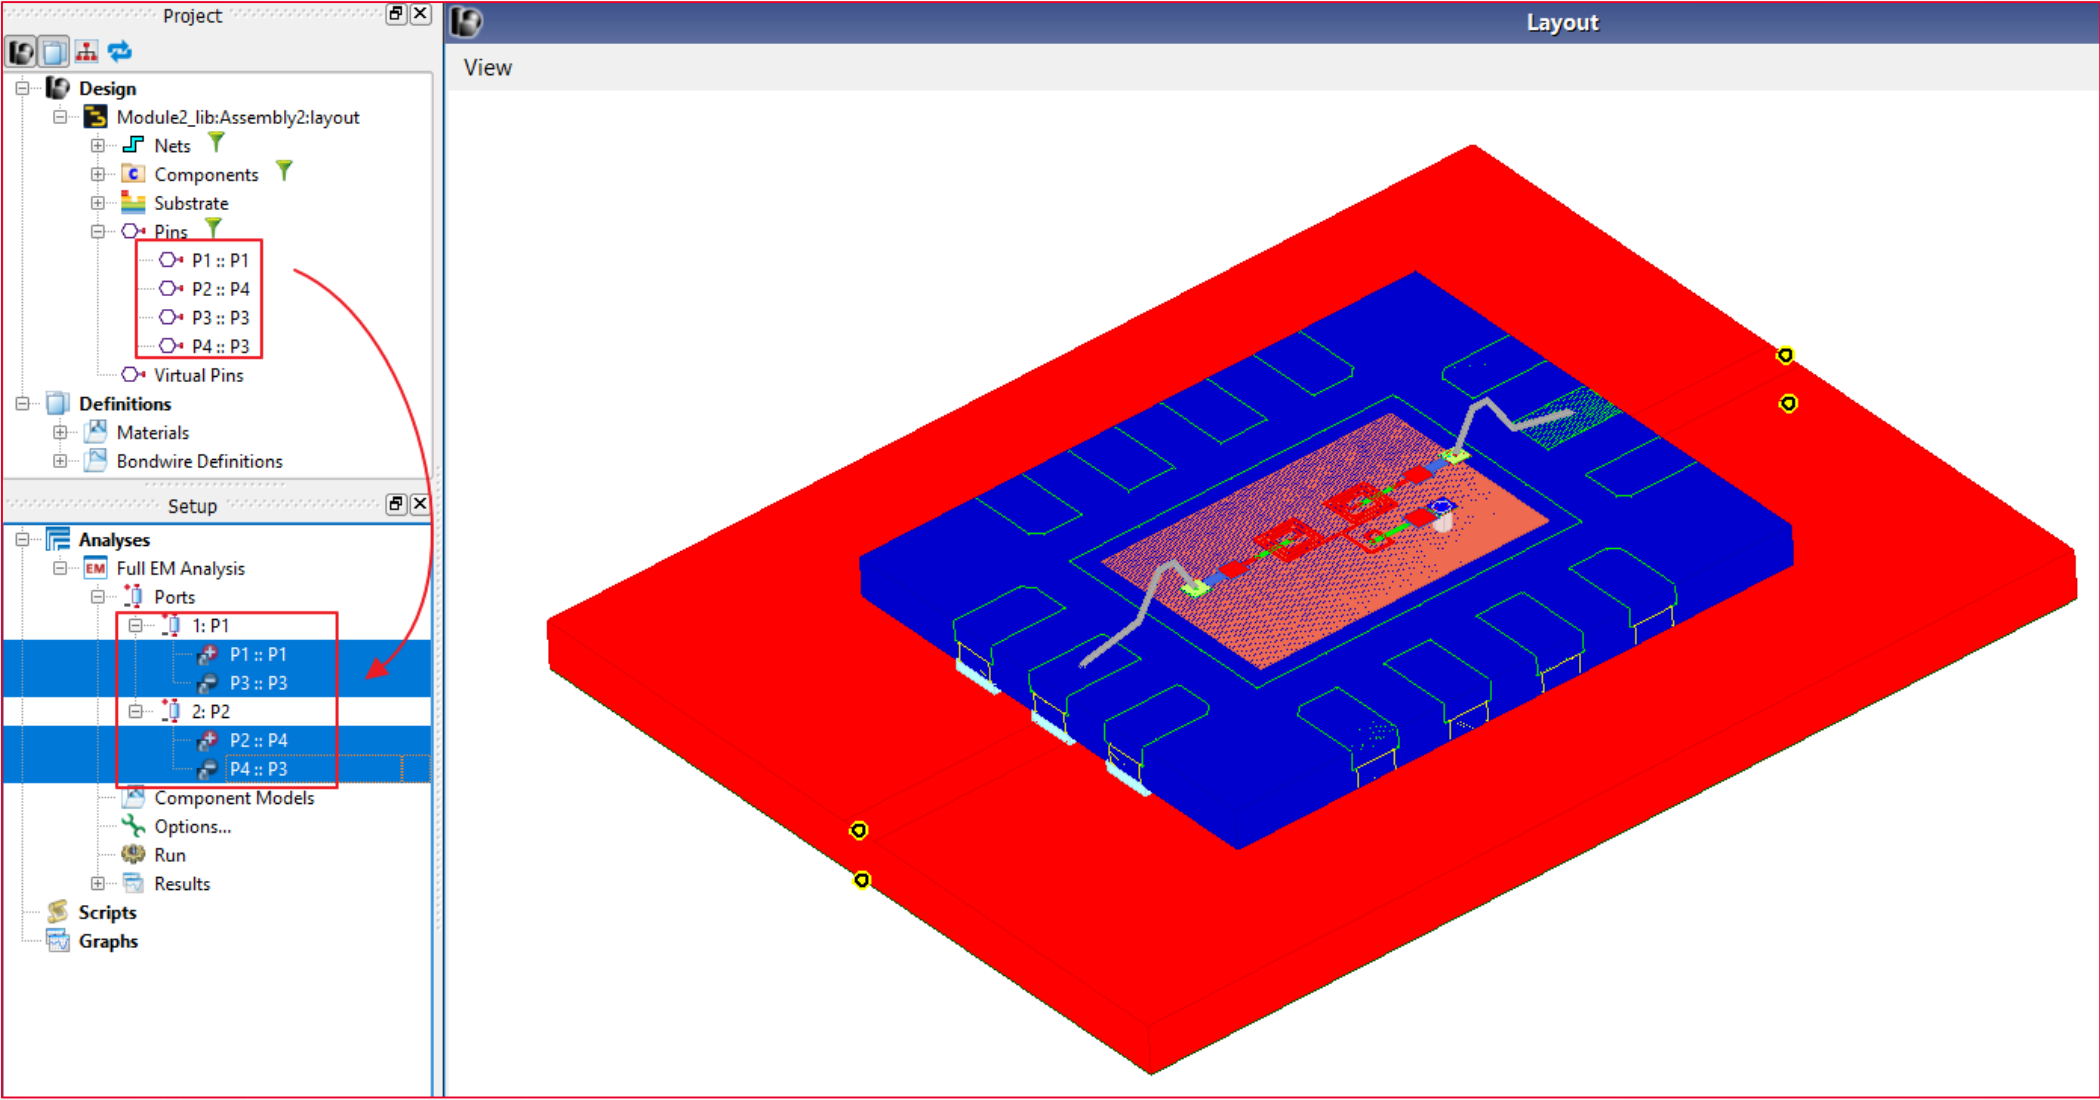 Project
Design
Module2_lib:Assembly2:layout
Nets
Components
Substrate
Pins
P1 :: P1
P2 :: P4
P3 :: P3
P4 :: P3
Virtual Pins
Definitions
Materials
Bondwire Definitions
Setup
Analyses
EM Full EM Analysis
Ports
1: P1
P1 :: P1
P3 :: P3
2: P2
P2 :: P4
P4 :: P3
Component Models
Options...
Run
Results
Scripts
Graphs
Layout
View